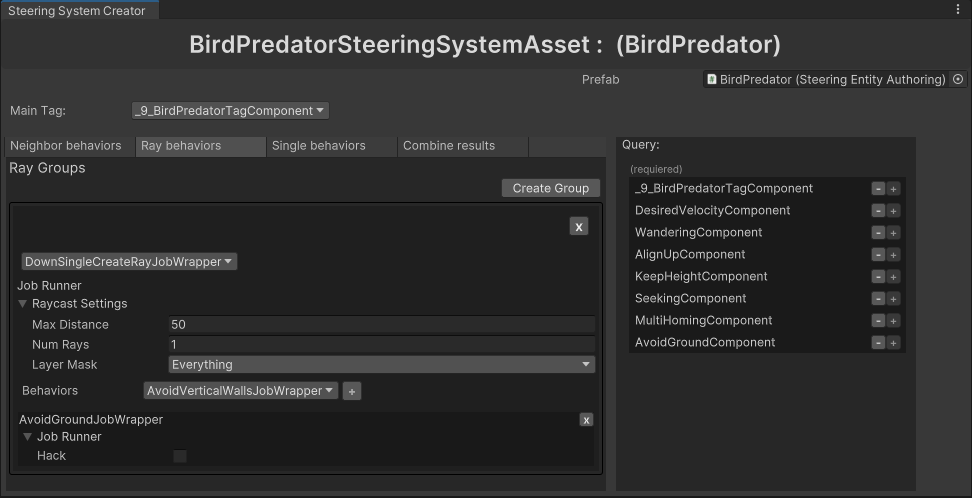 Steering System Creator
BirdPredatorSteeringSystemAsset : (BirdPredator)
Prefab
BirdPredator (Steering Entity Authoring)
Main Tag:
_9_BirdPredatorTagComponent
Neighbor behaviors
Ray behaviors
Single behaviors
Combine results
Ray Groups
Create Group
X
DownSingleCreateRayJobWrapper
Job Runner
Raycast Settings
Max Distance 50
Num Rays 1
Layer Mask Everything
Behaviors AvoidVerticalWallsJobWrapper +
AvoidGroundJobWrapper X
Job Runner
Hack
Query:
(requiered)
_9_BirdPredatorTagComponent - +
DesiredVelocityComponent - +
WanderingComponent - +
AlignUpComponent - +
KeepHeightComponent - +
SeekingComponent - +
MultiHomingComponent - +
AvoidGroundComponent - +